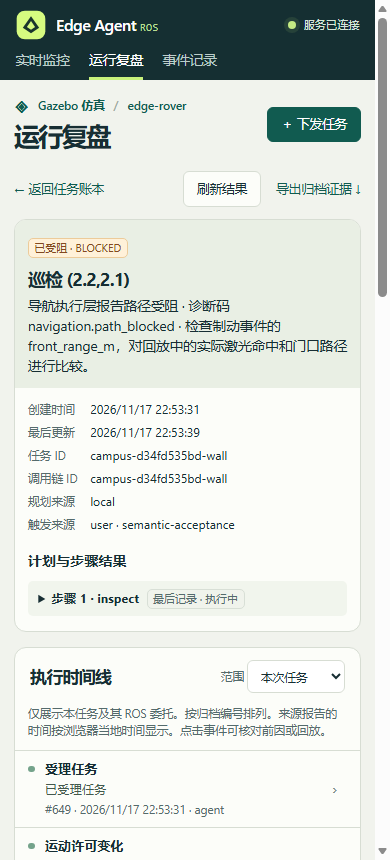 Edge Agent ROS
服务已连接
实时监控 运行复盘 事件记录
Gazebo 仿真 / edge-rover
运行复盘
+ 下发任务
← 返回任务账本
刷新结果
导出归档证据 ↓
已受阻 · BLOCKED
巡检 (2.2,2.1)
导航执行层报告路径受阻 · 诊断码
navigation.path_blocked · 检查制动事件的
front_range_m，对回放中的实际激光命中和门口路径
进行比较。
创建时间 2026/11/17 22:53:31
最后更新 2026/11/17 22:53:39
任务 ID campus-d34fd535bd-wall
调用链 ID campus-d34fd535bd-wall
规划来源 local
触发来源 user · semantic-acceptance
计划与步骤结果
▶ 步骤 1 · inspect 最后记录 · 执行中
执行时间线
范围 本次任务
仅展示本任务及其 ROS 委托。按归档编号排列。来源报告的
时间按浏览器当地时间显示。点击事件可核对前因或回放。
受理任务
已受理任务
#649 · 2026/11/17 22:53:31 · agent
运动许可变化